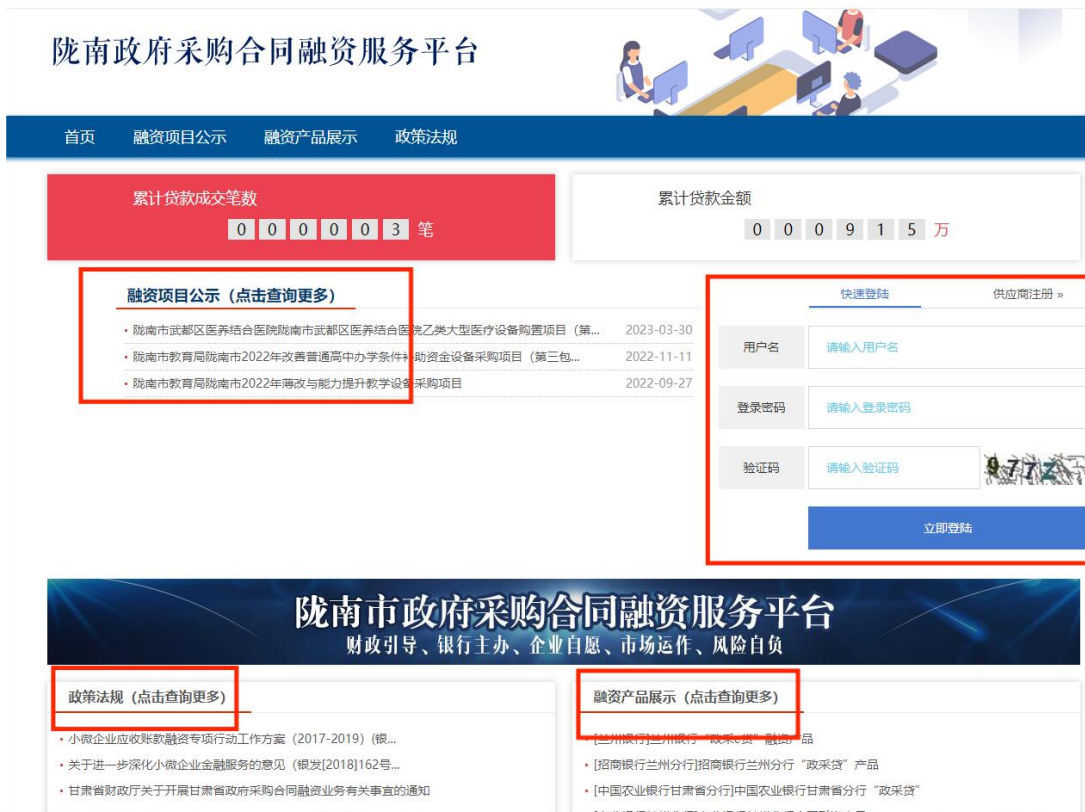 陇南政府采购合同融资服务平台
首页 融资项目公示 融资产品展示 政策法规
累计贷款成交笔数
0 0 0 0 0 3 笔
累计贷款金额
0 0 0 9 1 5 万
融资项目公示（点击查询更多）
陇南市武都区医养结合医院陇南市武都区医养结合医院乙类大型医疗设备购置项目（第... 2023-03-30
陇南市教育局陇南市2022年改善普通高中办学条件补助资金设备采购项目（第三包... 2022-11-11
陇南市教育局陇南市2022年薄改与能力提升教学设备采购项目 2022-09-27
快速登陆 供应商注册 »
用户名 请输入用户名
登录密码 请输入登录密码
验证码 请输入验证码 977Z
立即登陆
陇南市政府采购合同融资服务平台
财政引导、银行主办、企业自愿、市场运作、风险自负
政策法规（点击查询更多）
小微企业应收账款融资专项行动工作方案（2017-2019）(银...
关于进一步深化小微企业金融服务的意见（银发[2018]162号...
甘肃省财政厅关于开展甘肃省政府采购合同融资业务有关事宜的通知
融资产品展示（点击查询更多）
[兰州银行]兰州银行“政采e贷”融资产品
[招商银行兰州分行]招商银行兰州分行“政采贷”产品
[中国农业银行甘肃省分行]中国农业银行甘肃省分行“政采贷”